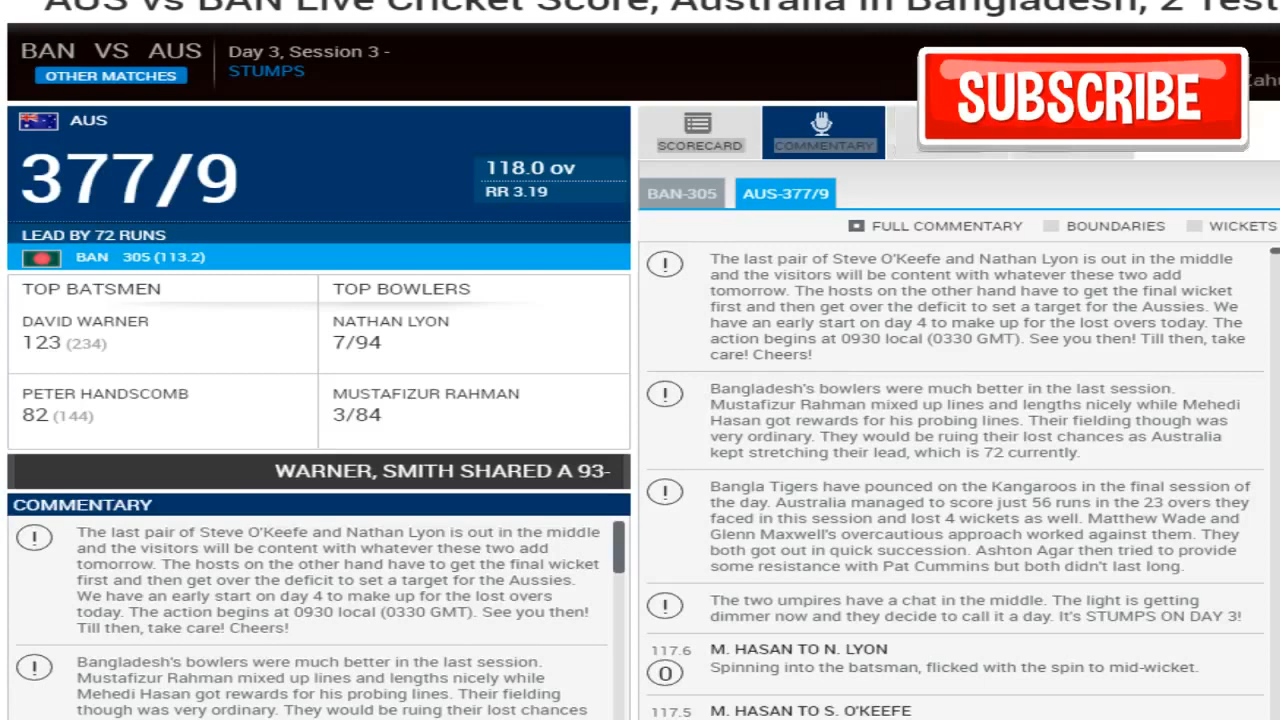 AUS vs BAN Live Cricket Score, Australia in Bangladesh, 2 Test
BAN VS AUS
OTHER MATCHES
Day 3, Session 3 -
STUMPS
SUBSCRIBE
AUS
377/9
118.0 ov
RR 3.19
LEAD BY 72 RUNS
BAN 305 (113.2)
TOP BATSMEN
TOP BOWLERS
DAVID WARNER
123 (234)
NATHAN LYON
7/94
PETER HANDSCOMB
82 (144)
MUSTAFIZUR RAHMAN
3/84
WARNER, SMITH SHARED A 93-
COMMENTARY
The last pair of Steve O'Keefe and Nathan Lyon is out in the middle
and the visitors will be content with whatever these two add
tomorrow. The hosts on the other hand have to get the final wicket
first and then get over the deficit to set a target for the Aussies.
We have an early start on day 4 to make up for the lost overs
today. The action begins at 0930 local (0330 GMT). See you then!
Till then, take care! Cheers!
Bangladesh's bowlers were much better in the last session.
Mustafizur Rahman mixed up lines and lengths nicely while
Mehedi Hasan got rewards for his probing lines. Their fielding
though was very ordinary. They would be ruing their lost chances
SCORECARD
COMMENTARY
BAN-305
AUS-377/9
FULL COMMENTARY
BOUNDARIES
WICKETS
The last pair of Steve O'Keefe and Nathan Lyon is out in the middle
and the visitors will be content with whatever these two add
tomorrow. The hosts on the other hand have to get the final wicket
first and then get over the deficit to set a target for the Aussies. We
have an early start on day 4 to make up for the lost overs today. The
action begins at 0930 local (0330 GMT). See you then! Till then, take
care! Cheers!
Bangladesh's bowlers were much better in the last session.
Mustafizur Rahman mixed up lines and lengths nicely while Mehedi
Hasan got rewards for his probing lines. Their fielding though was
very ordinary. They would be ruing their lost chances as Australia
kept stretching their lead, which is 72 currently.
Bangla Tigers have pounced on the Kangaroos in the final session of
the day. Australia managed to score just 56 runs in the 23 overs they
faced in this session and lost 4 wickets as well. Matthew Wade and
Glenn Maxwell's overcautious approach worked against them. They
both got out in quick succession. Ashton Agar then tried to provide
some resistance with Pat Cummins but both didn't last long.
The two umpires have a chat in the middle. The light is getting
dimmer now and they decide to call it a day. It's STUMPS ON DAY 3!
117.6 M. HASAN TO N. LYON
0 Spinning into the batsman, flicked with the spin to mid-wicket.
117.5 M. HASAN TO S. O'KEEFE